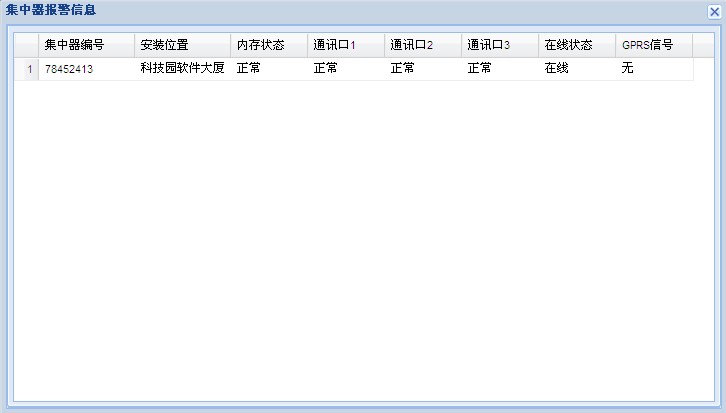 集中器报警信息
集中器编号 安装位置 内存状态 通讯口1 通讯口2 通讯口3 在线状态 GPRS信号
1 78452413 科技园软件大厦 正常 正常 正常 正常 在线 无